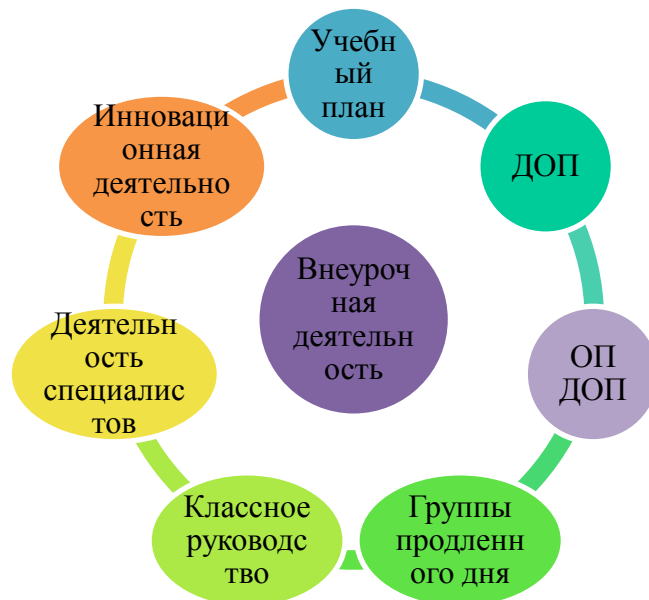 Учебн
ый
план
ДОП
ОП
ДОП
Группы
продленн
ого дня
Классное
руководс
тво
Деятельн
ость
специалис
тов
Инноваци
онная
деятельно
сть
Внеуроч
ная
деятельн
ость